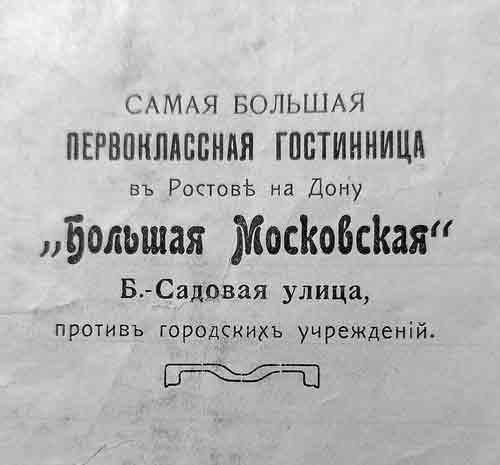 САМАЯ БОЛЬШАЯ
ПЕРВОКЛАССНАЯ ГОСТИННИЦА
въ Ростовѣ на Дону
„Большая Московская“
Б.-Садовая улица,
противъ городскихъ учрежденій.